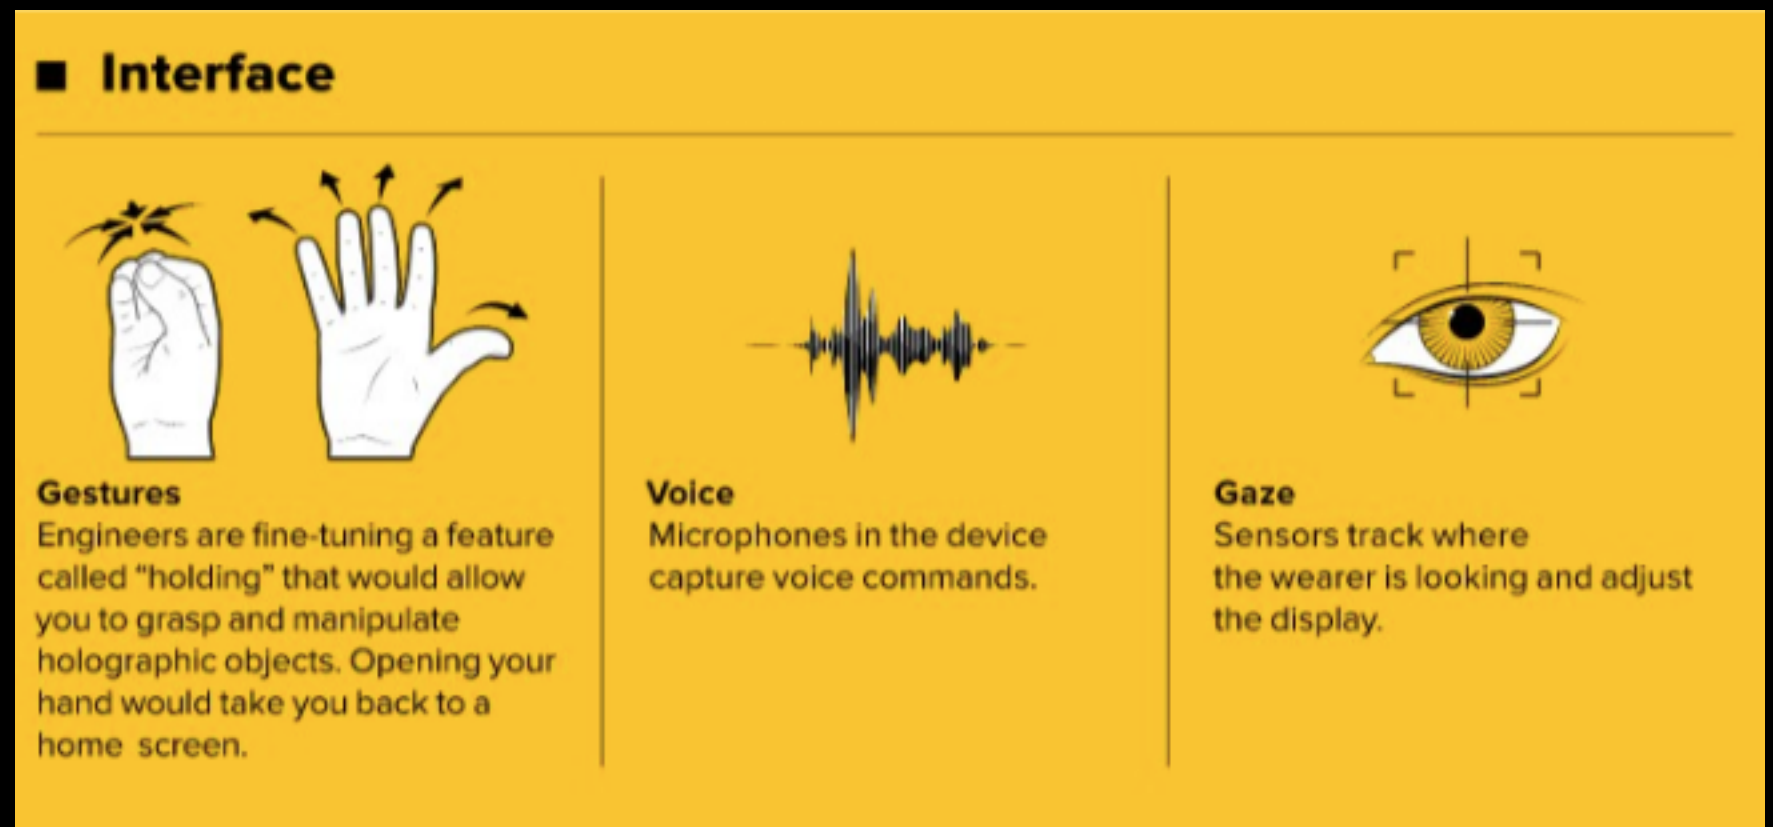 Interface
Gestures
Engineers are fine-tuning a feature
called “holding” that would allow
you to grasp and manipulate
holographic objects. Opening your
hand would take you back to a
home screen.
Voice
Microphones in the device
capture voice commands.
Gaze
Sensors track where
the wearer is looking and adjust
the display.